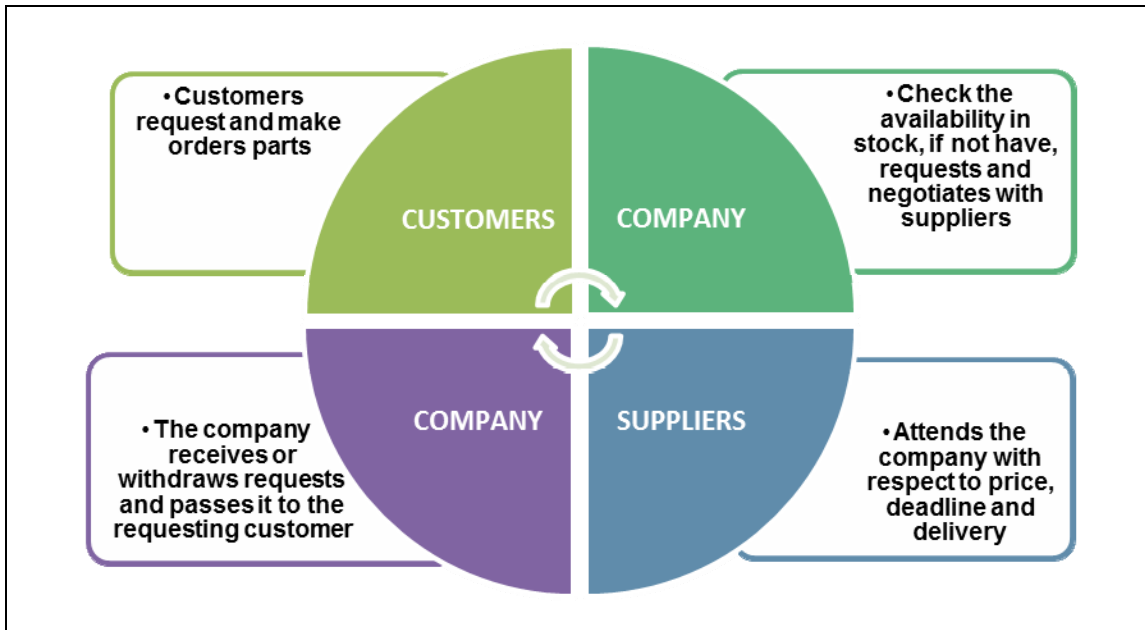 • Customers
request and make
orders parts
CUSTOMERS
COMPANY
• Check the
availability in
stock, if not have,
requests and
negotiates with
suppliers
• The company
receives or
withdraws requests
and passes it to the
requesting customer
COMPANY
SUPPLIERS
• Attends the
company with
respect to price,
deadline and
delivery